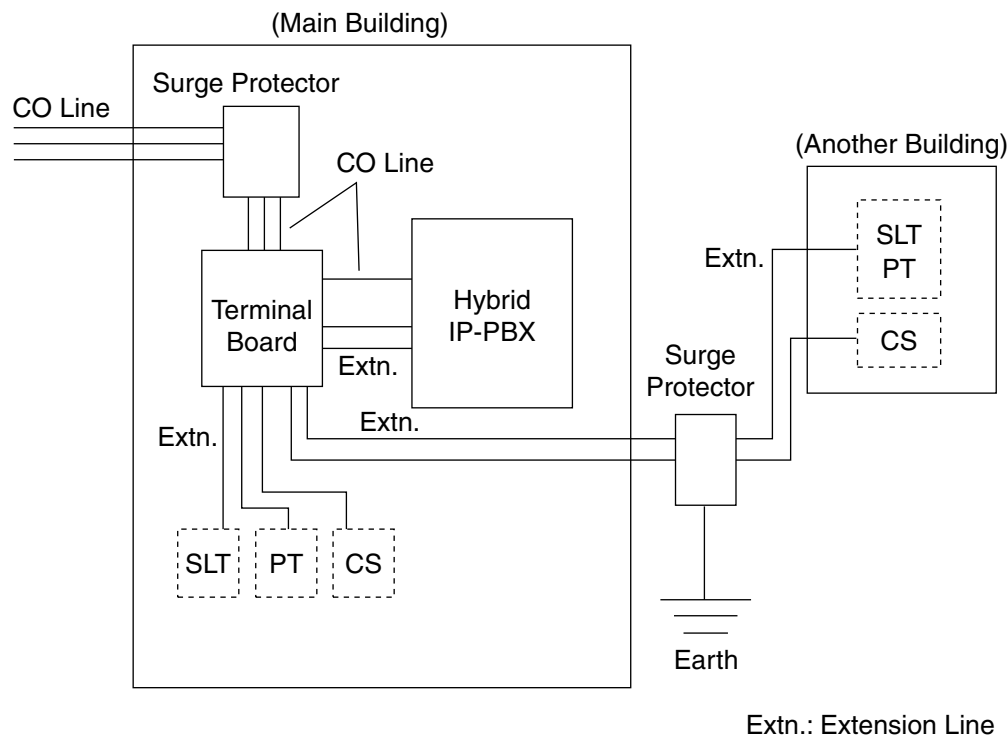 (Main Building)
Surge Protector
CO Line
CO Line
(Another Building)
SLT
PT
Extn.
Terminal
Board
Hybrid
IP-PBX
CS
Extn.
Surge
Protector
Extn.
Extn.
SLT
PT
CS
Earth
Extn.: Extension Line